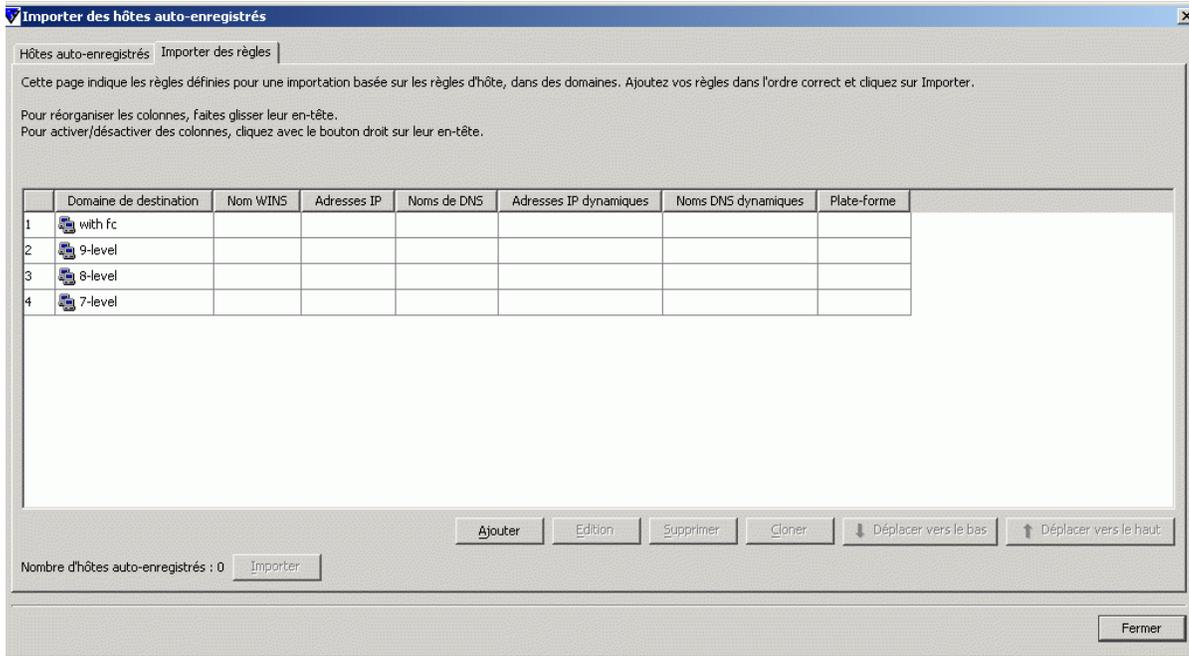 Importer des hôtes auto-enregistrés
Hôtes auto-enregistrés Importer des règles
Cette page indique les règles définies pour une importation basée sur les règles d'hôte, dans des domaines. Ajoutez vos règles dans l'ordre correct et cliquez sur Importer.
Pour réorganiser les colonnes, faites glisser leur en-tête.
Pour activer/désactiver des colonnes, cliquez avec le bouton droit sur leur en-tête.
Domaine de destination Nom WINS Adresses IP Noms de DNS Adresses IP dynamiques Noms DNS dynamiques Plate-forme
1 with fc
2 9-level
3 8-level
4 7-level
Ajouter Edition Supprimer Cloner Déplacer vers le bas Déplacer vers le haut
Nombre d'hôtes auto-enregistrés : 0 Importer
Fermer